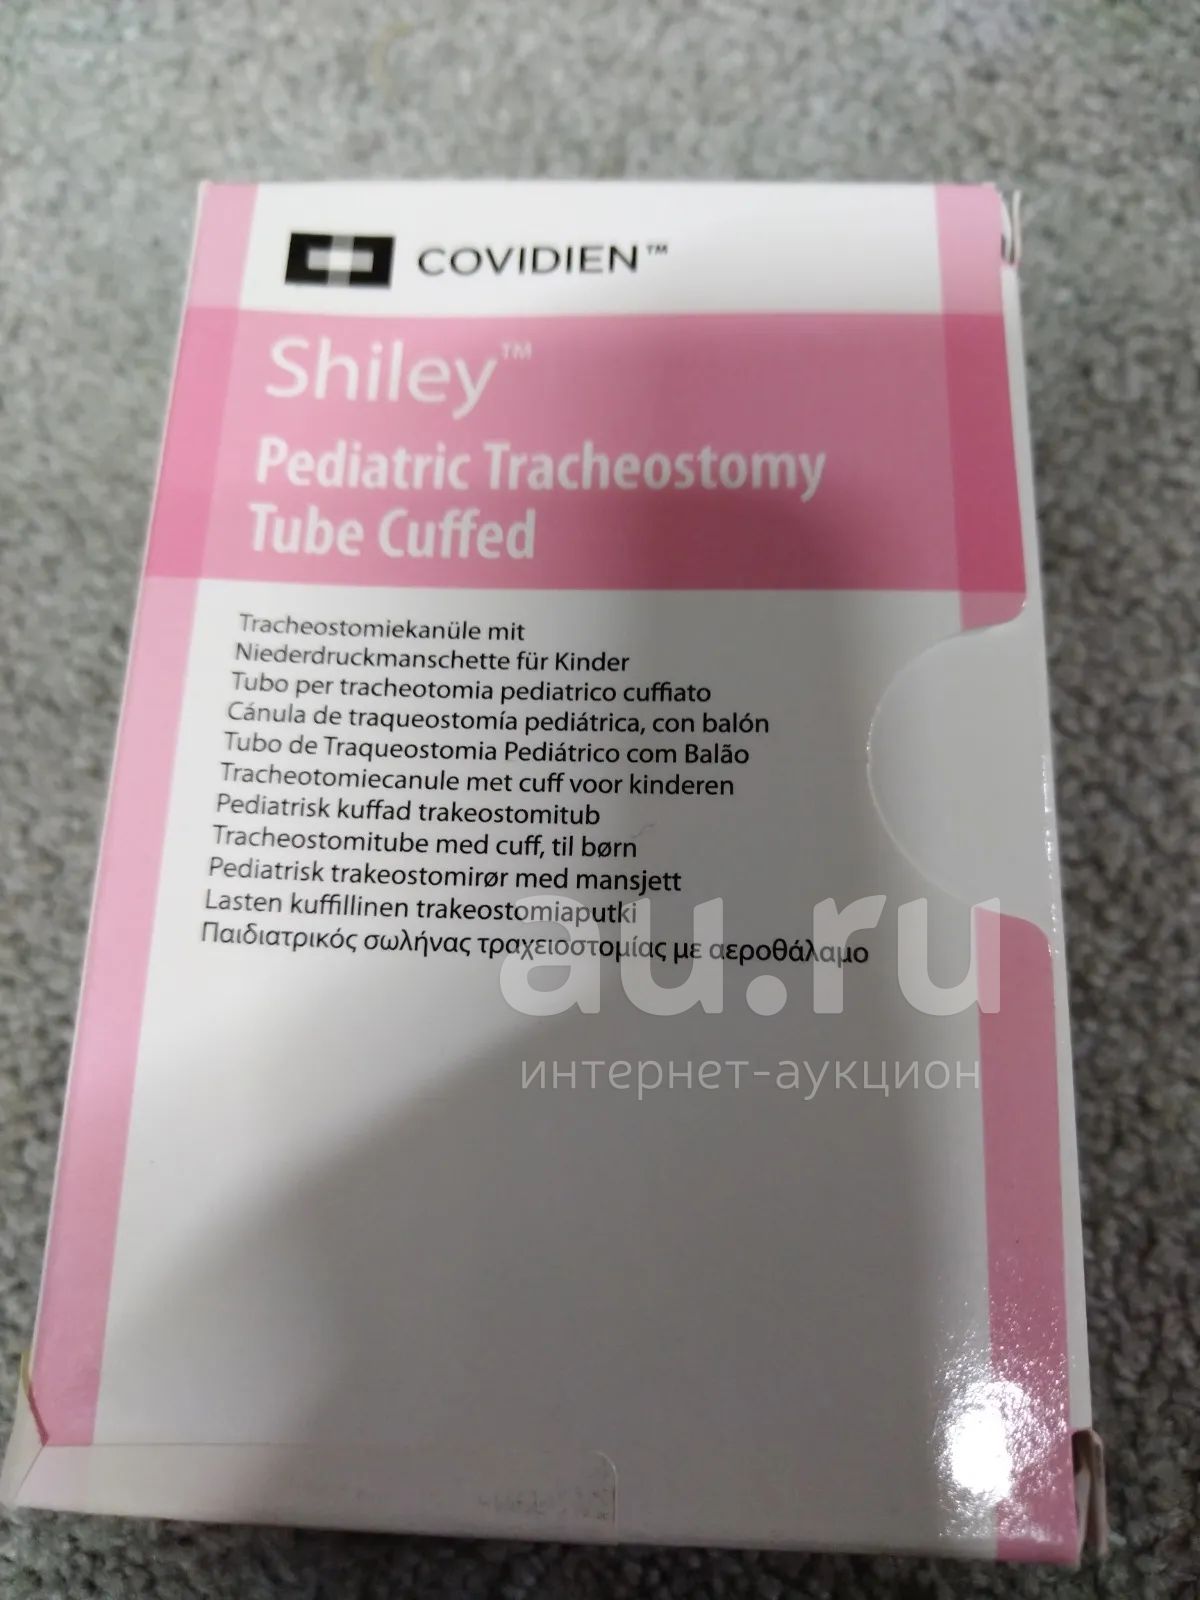 COVIDIEN™
Shiley™
Pediatric Tracheostomy
Tube Cuffed
Tracheostomiekanüle mit
Niederdruckmanschette für Kinder
Tubo per tracheotomia pediatrico cuffiato
Cánula de traqueostomía pediátrica, con balón
Tubo de Traqueostomia Pediátrico com Balão
Tracheotomiecanule met cuff voor kinderen
Pediatrisk kuffad trakeostomitub
Tracheostomitube med cuff, til børn
Pediatrisk trakeostomirør med mansjett
Lasten kuffillinen trakeostomiaputki
Παιδιατρικός σωλήνας τραχειοστομίας με αεροθάλαμο
au.ru
интернет-аукцион